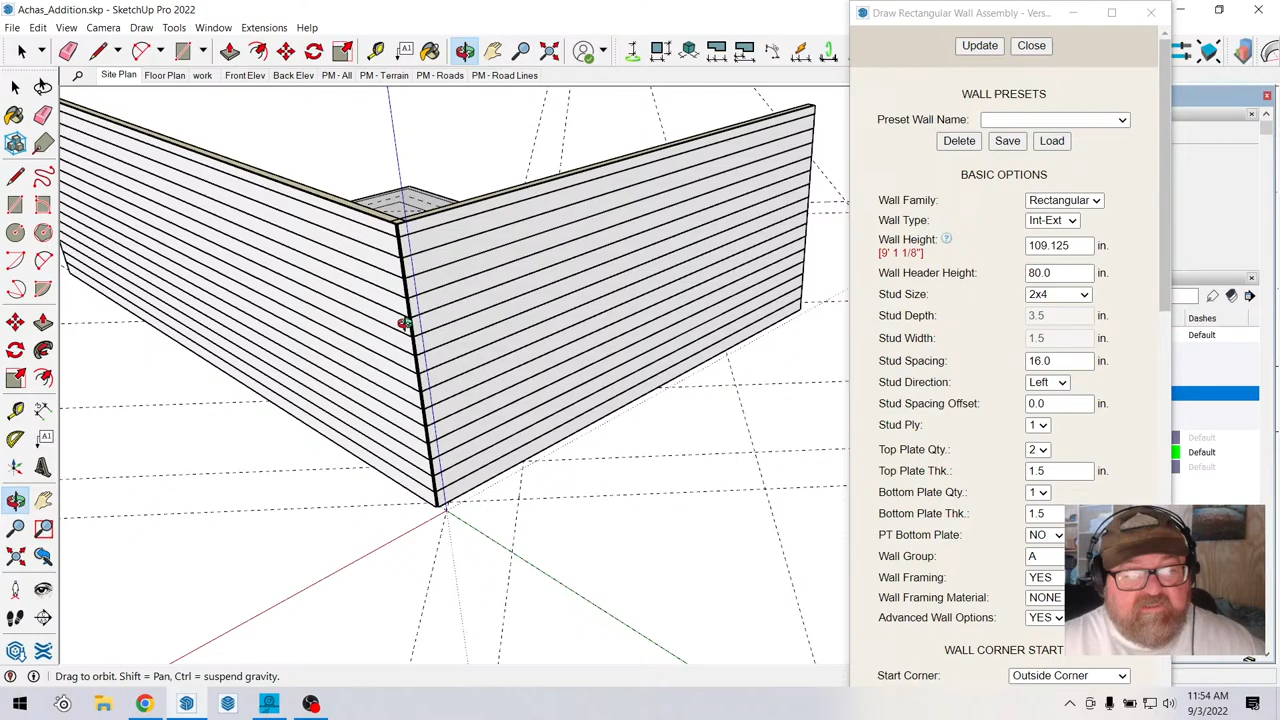 Achas_Addition.skp - SketchUp Pro 2022
File Edit View Camera Draw Tools Window Extensions Help
Site Plan Floor Plan work Front Elev Back Elev PM - All PM - Terrain PM - Roads PM - Road Lines
Draw Rectangular Wall Assembly - Vers...
Update Close
WALL PRESETS
Preset Wall Name:
Delete Save Load
BASIC OPTIONS
Wall Family: Rectangular
Wall Type: Int-Ext
Wall Height: 109.125 in.
[9' 1 1/8"]
Wall Header Height: 80.0 in.
Stud Size: 2x4
Stud Depth: 3.5 in.
Stud Width: 1.5 in.
Stud Spacing: 16.0 in.
Stud Direction: Left
Stud Spacing Offset: 0.0 in.
Stud Ply: 1
Top Plate Qty.: 2
Top Plate Thk.: 1.5 in.
Bottom Plate Qty.: 1
Bottom Plate Thk.: 1.5
PT Bottom Plate: NO
Wall Group: A
Wall Framing: YES
Wall Framing Material: NONE
Advanced Wall Options: YES
WALL CORNER START
Start Corner: Outside Corner
Dashes
Default
Default
Default
Default
A1
A1
Drag to orbit. Shift = Pan, Ctrl = suspend gravity.
11:54 AM
9/3/2022